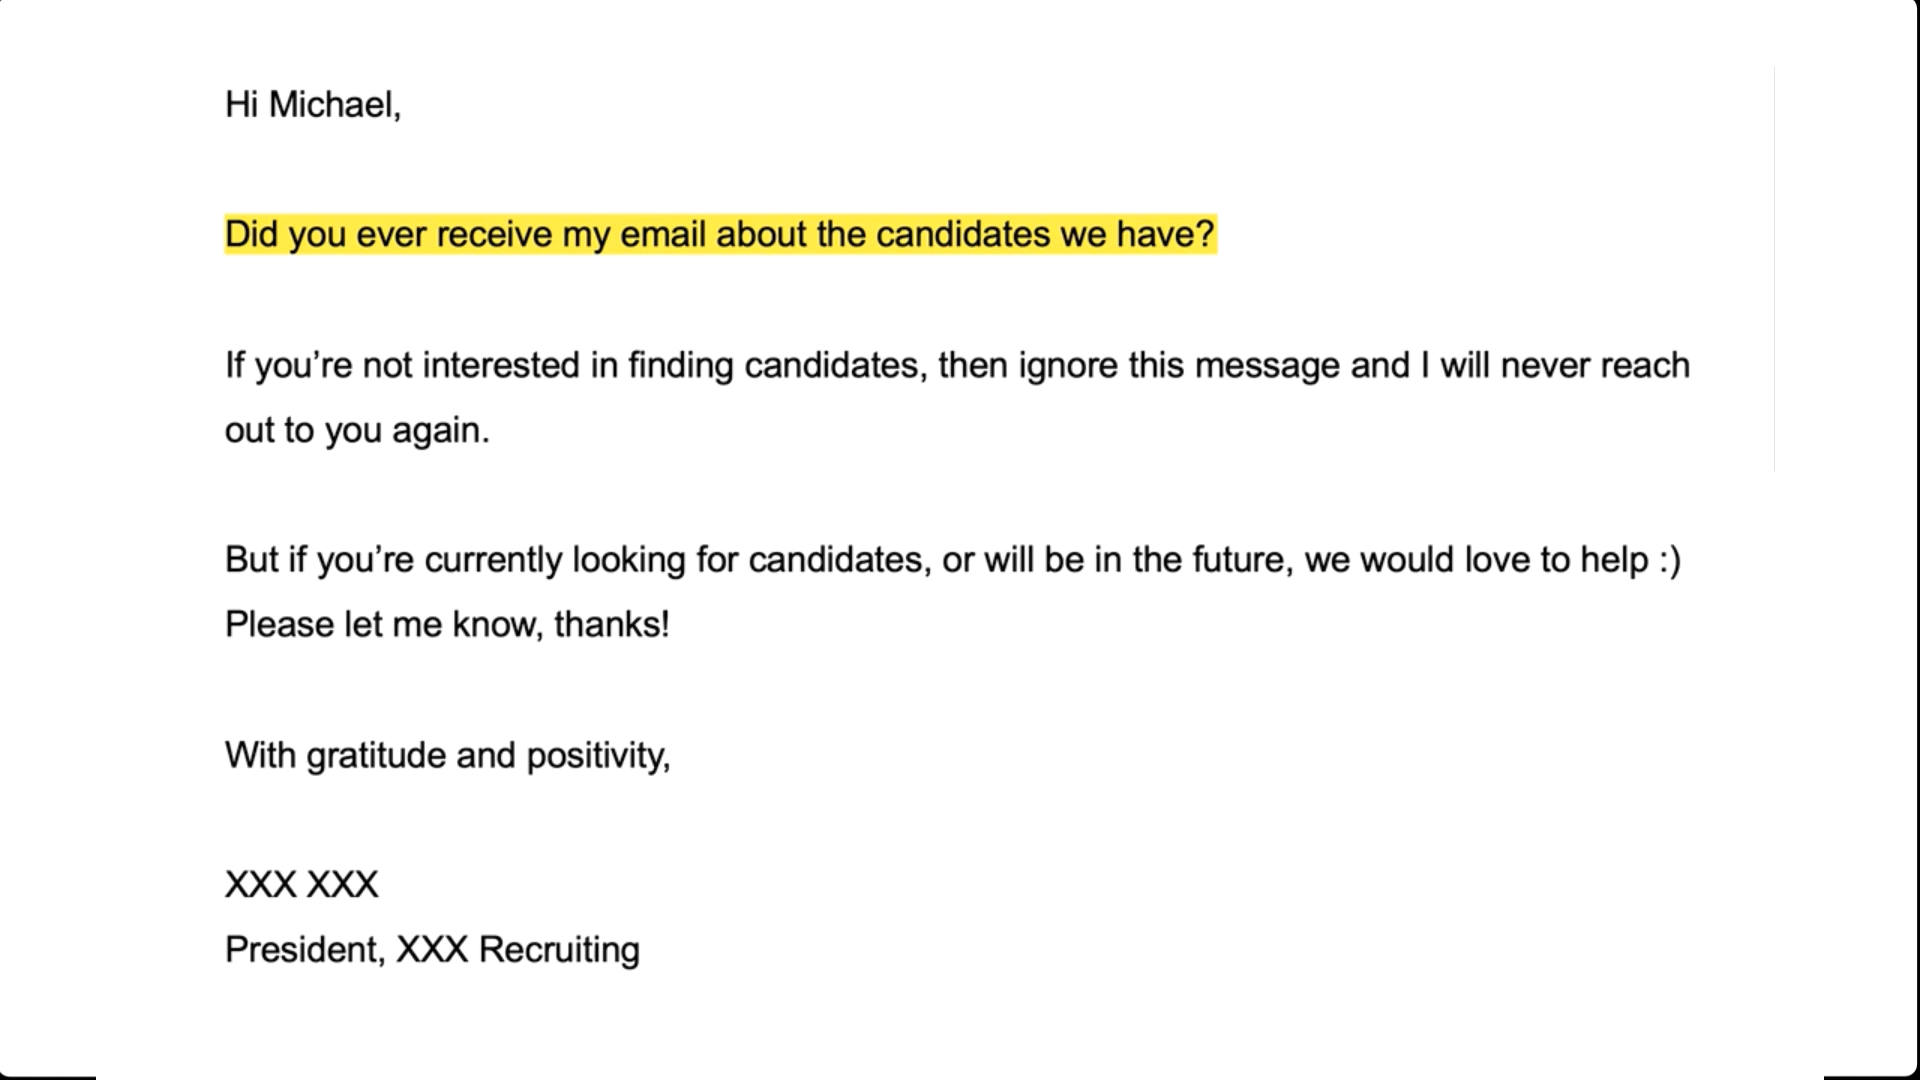 Hi Michael,
Did you ever receive my email about the candidates we have?
If you’re not interested in finding candidates, then ignore this message and I will never reach
out to you again.
But if you’re currently looking for candidates, or will be in the future, we would love to help :)
Please let me know, thanks!
With gratitude and positivity,
XXX XXX
President, XXX Recruiting